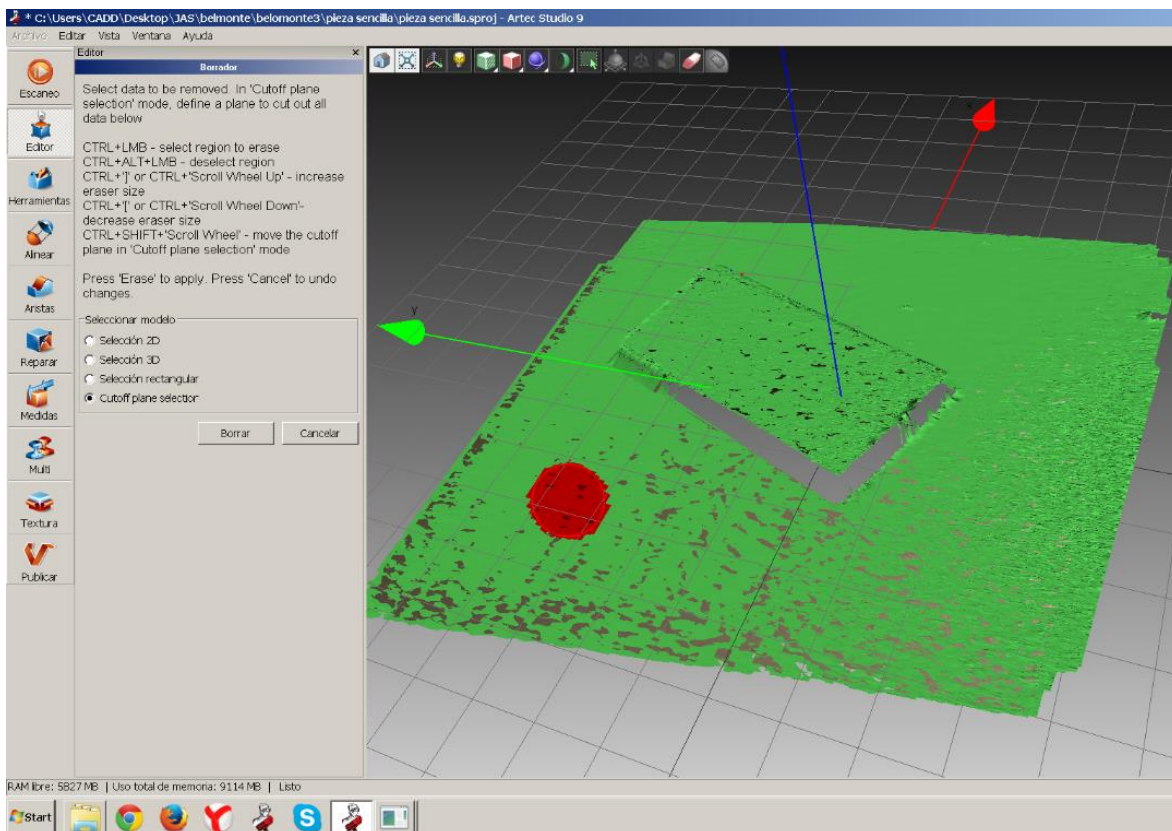 * C:\Users\CADD\Desktop\JAS\belmonte\belomonte3\pieza sencilla\pieza sencilla.sproj - Artec Studio 9
Archivo Editar Vista Ventana Ayuda
Editor
Borrador
Select data to be removed. In 'Cutoff plane
selection' mode, define a plane to cut out all
data below
CTRL+LMB - select region to erase
CTRL+ALT+LMB - deselect region
CTRL+']' or CTRL+'Scroll Wheel Up' - increase
eraser size
CTRL+'[' or CTRL+'Scroll Wheel Down'-
decrease eraser size
CTRL+SHIFT+'Scroll Wheel' - move the cutoff
plane in 'Cutoff plane selection' mode
Press 'Erase' to apply. Press 'Cancel' to undo
changes.
Seleccionar modelo
Selección 2D
Selección 3D
Selección rectangular
Cutoff plane selection
Borrar Cancelar
Escaneo
Editor
Herramientas
Alinear
Aristas
Reparar
Medidas
Multi
Textura
Publicar
x
y
RAM libre: 5827 MB | Uso total de memoria: 9114 MB | Listo
Start